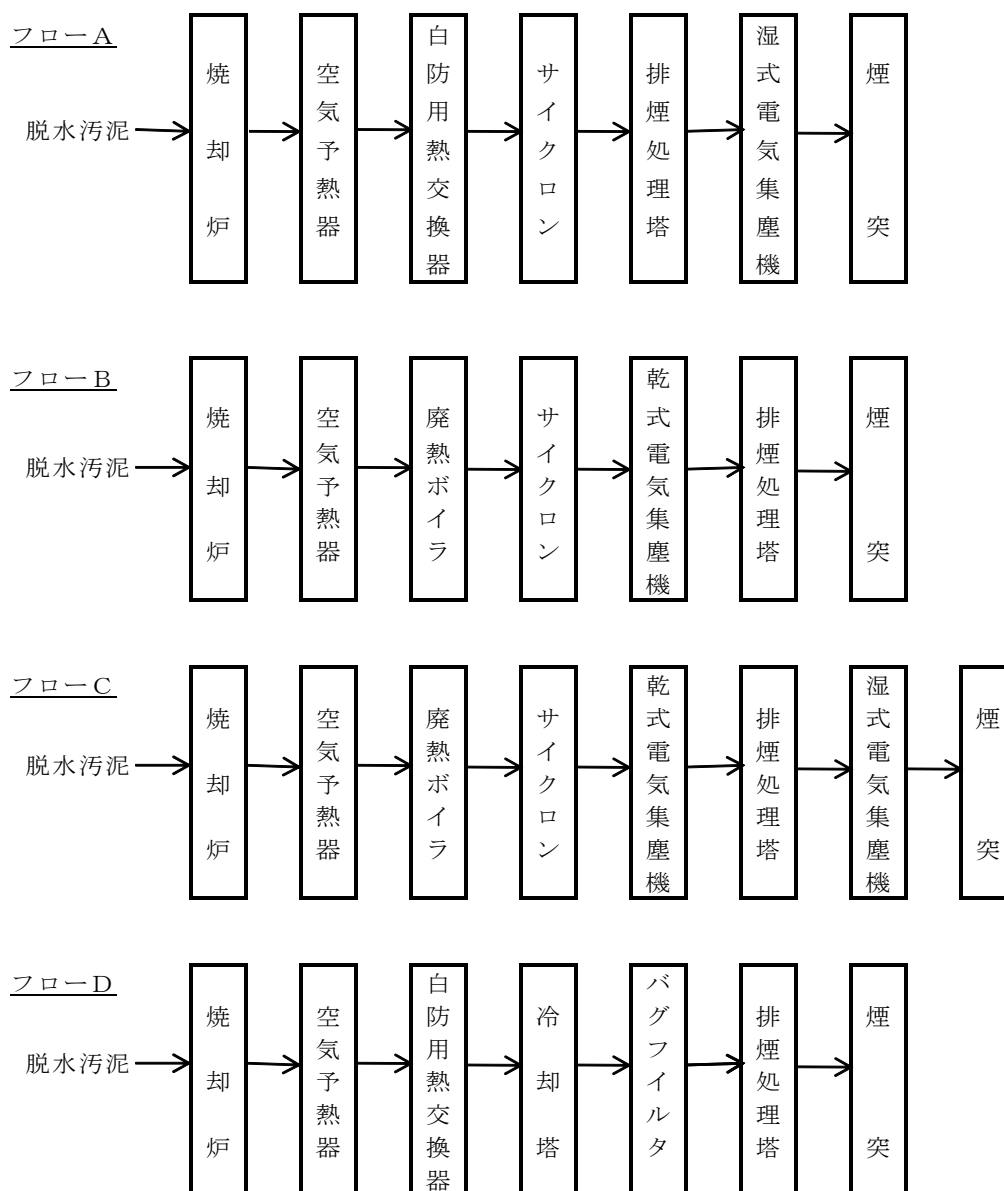 フローA
脱水汚泥
焼却炉
空気予熱器
白防用熱交換器
サイクロン
排煙処理塔
湿式電気集塵機
煙突
フローB
脱水汚泥
焼却炉
空気予熱器
廃熱ボイラ
サイクロン
乾式電気集塵機
排煙処理塔
煙突
フローC
脱水汚泥
焼却炉
空気予熱器
廃熱ボイラ
サイクロン
乾式電気集塵機
排煙処理塔
湿式電気集塵機
煙突
フローD
脱水汚泥
焼却炉
空気予熱器
白防用熱交換器
冷却塔
バグフイルタ
排煙処理塔
煙突